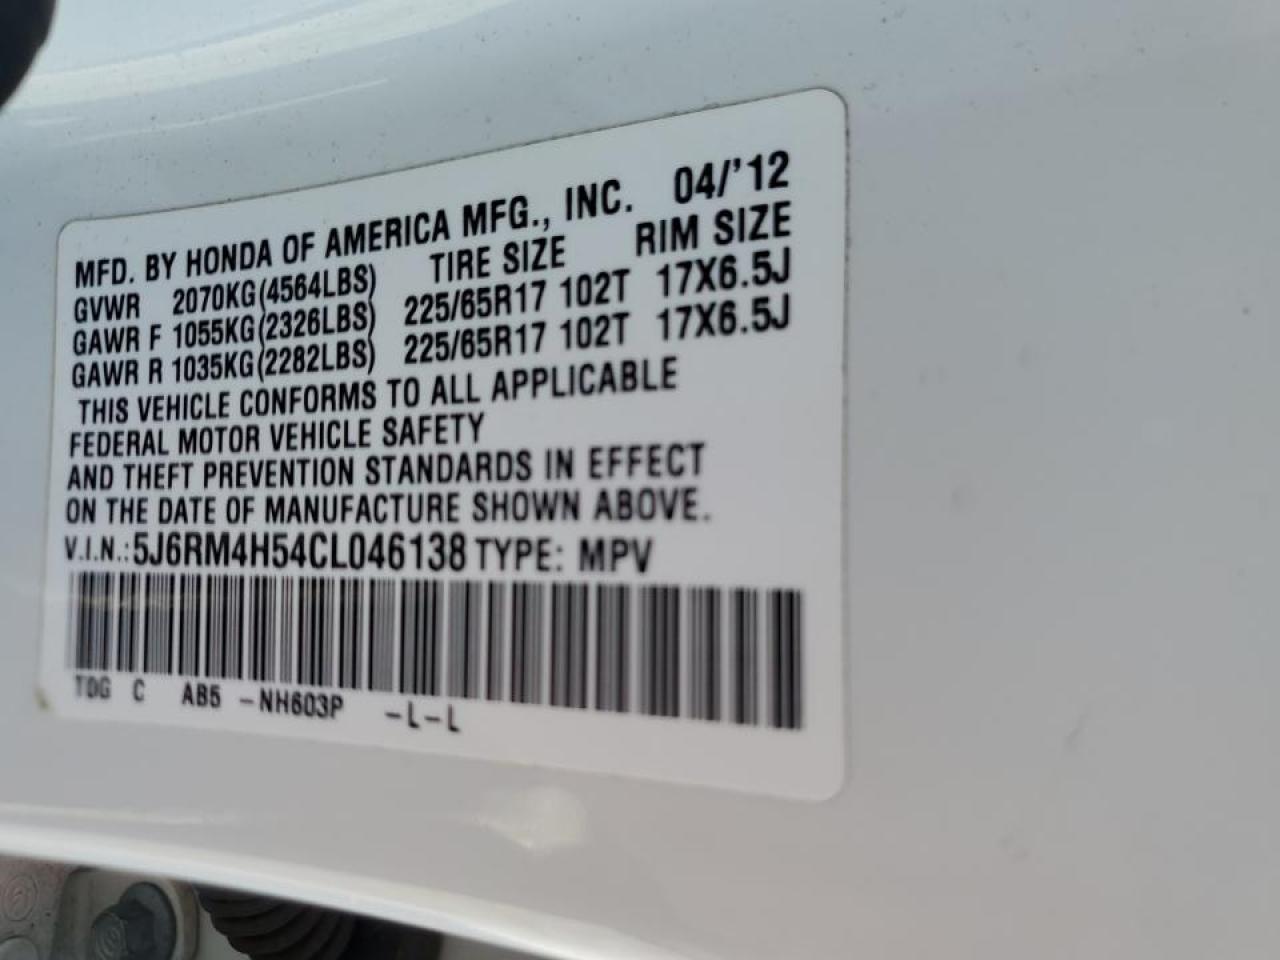 MFD. BY HONDA OF AMERICA MFG., INC. 04/'12
GVWR 2070KG(4564LBS) TIRE SIZE RIM SIZE
GAWR F 1055KG(2326LBS) 225/65R17 102T 17X6.5J
GAWR R 1035KG(2282LBS) 225/65R17 102T 17X6.5J
THIS VEHICLE CONFORMS TO ALL APPLICABLE
FEDERAL MOTOR VEHICLE SAFETY
AND THEFT PREVENTION STANDARDS IN EFFECT
ON THE DATE OF MANUFACTURE SHOWN ABOVE.
V.I.N.:5J6RM4H54CL046138 TYPE: MPV
T0G C AB5 -NH603P -L-L